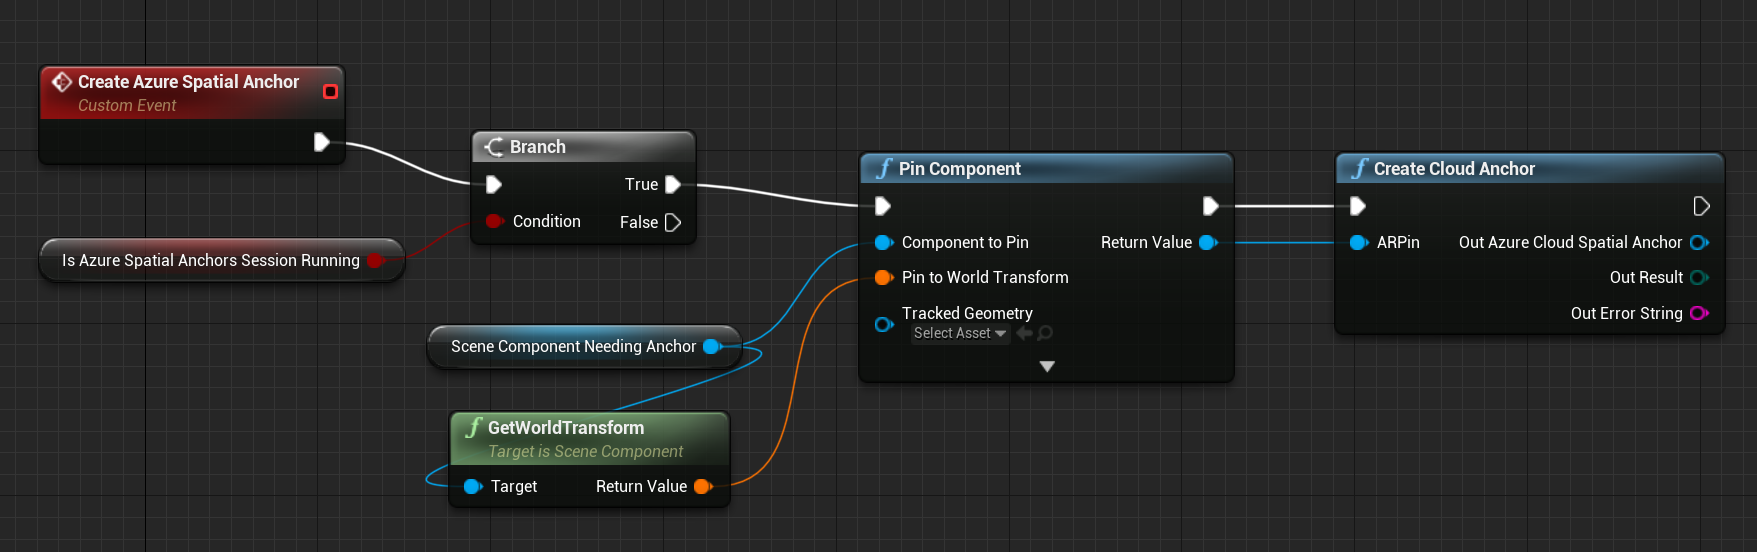 Create Azure Spatial Anchor
Custom Event
Branch
True
Condition
False
Is Azure Spatial Anchors Session Running
Scene Component Needing Anchor
GetWorldTransform
Target is Scene Component
Target
Return Value
Pin Component
Component to Pin
Return Value
Pin to World Transform
Tracked Geometry
Select Asset
Create Cloud Anchor
ARPin
Out Azure Cloud Spatial Anchor
Out Result
Out Error String